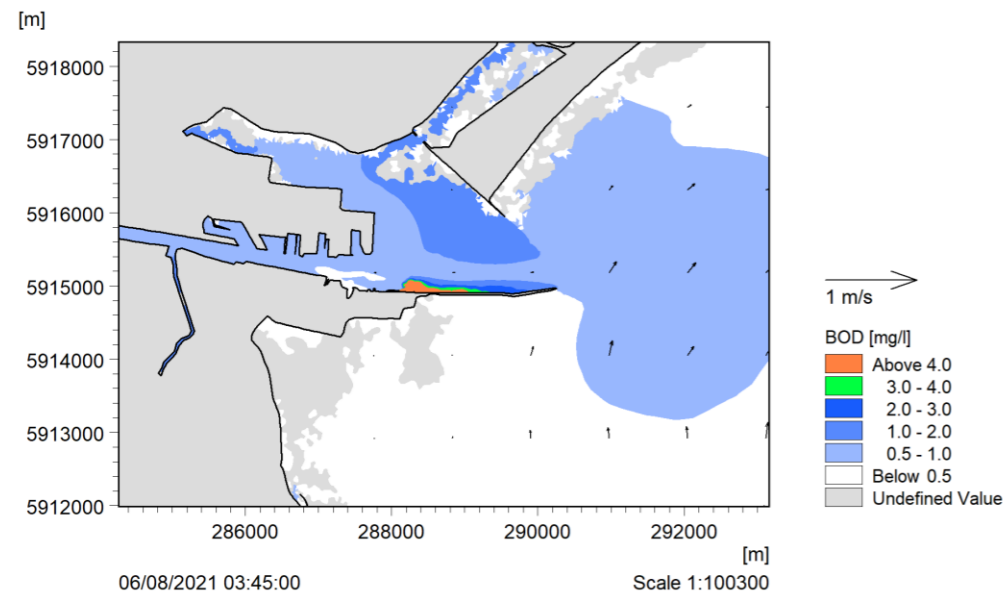 [m]
5918000
5917000
5916000
5915000
5914000
5913000
5912000
286000 288000 290000 292000
[m]
06/08/2021 03:45:00 Scale 1:100300
1 m/s
BOD [mg/l]
Above 4.0
3.0 - 4.0
2.0 - 3.0
1.0 - 2.0
0.5 - 1.0
Below 0.5
Undefined Value